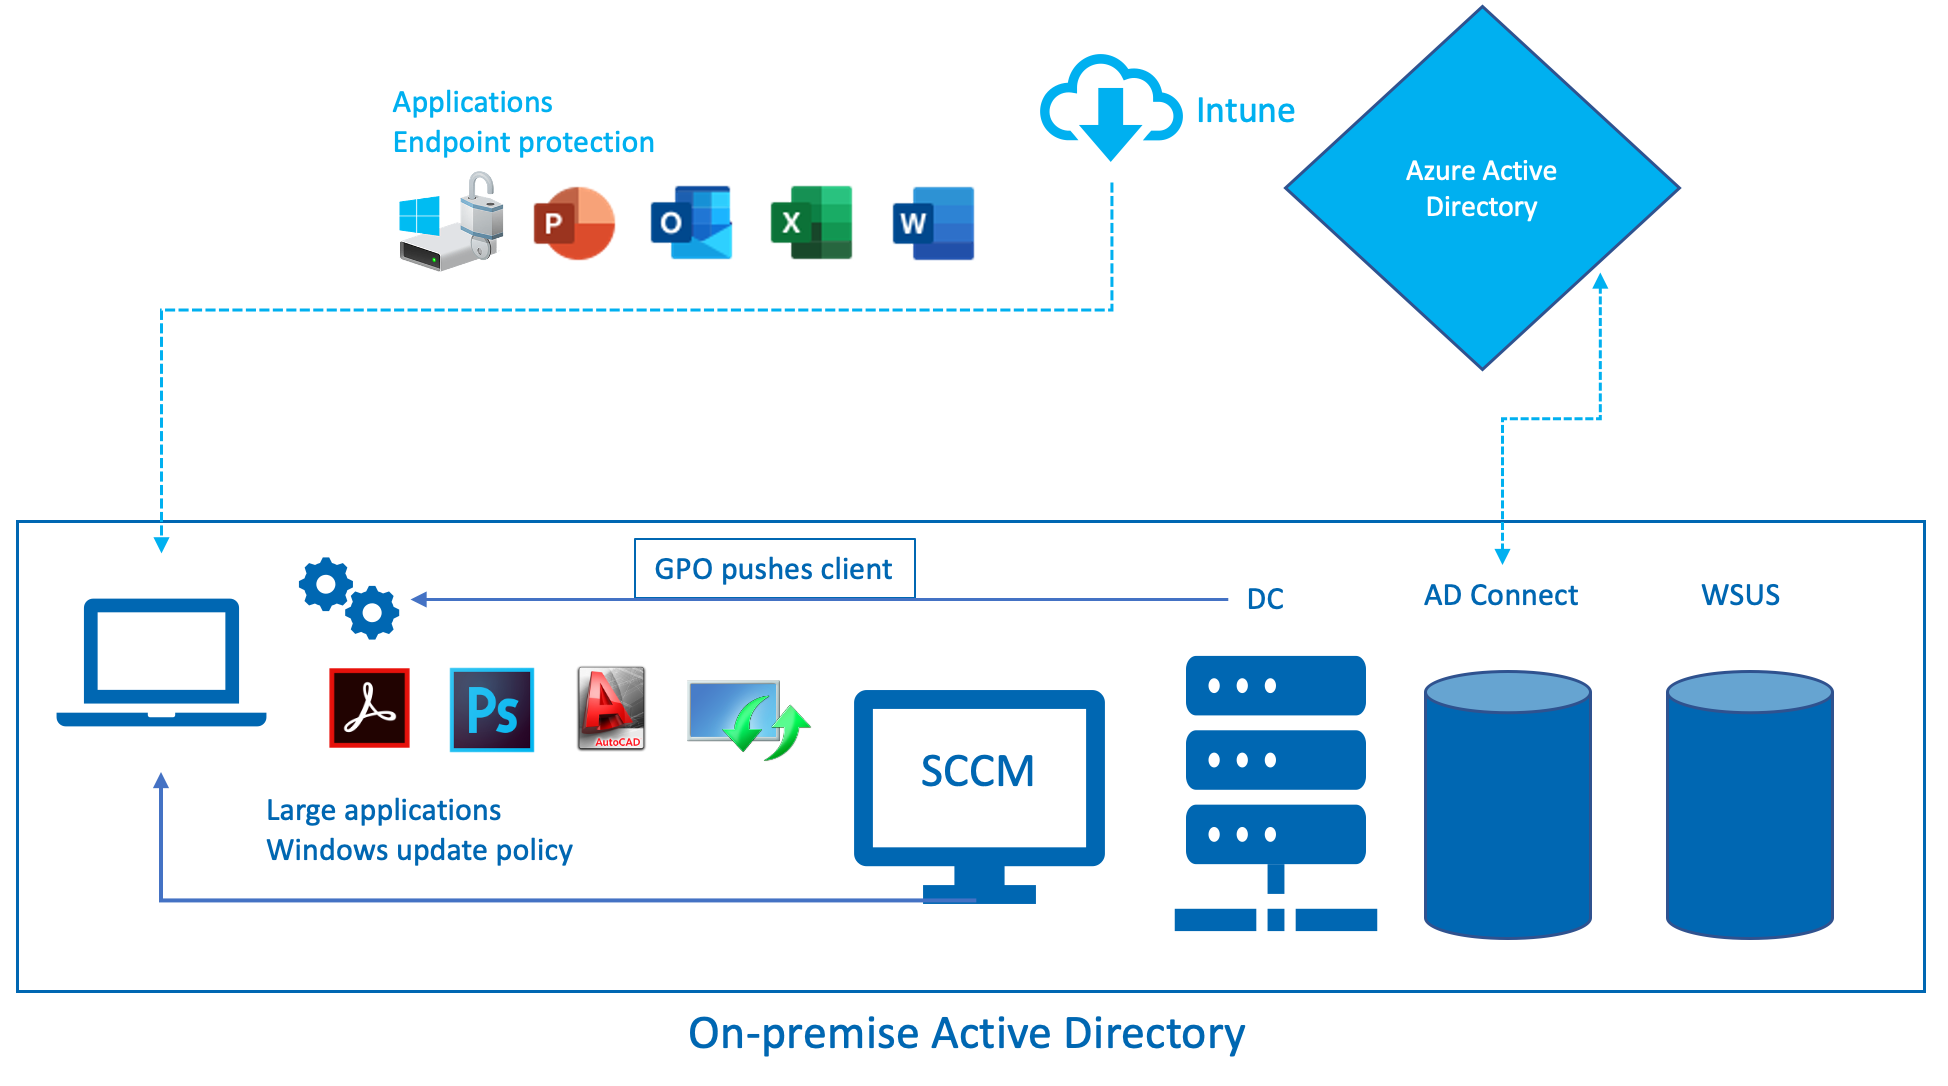 Applications
Endpoint protection
Intune
Azure Active
Directory
P
O
X
W
GPO pushes client
DC
AD Connect
WSUS
Ps
A
AutoCAD
SCCM
Large applications
Windows update policy
On-premise Active Directory